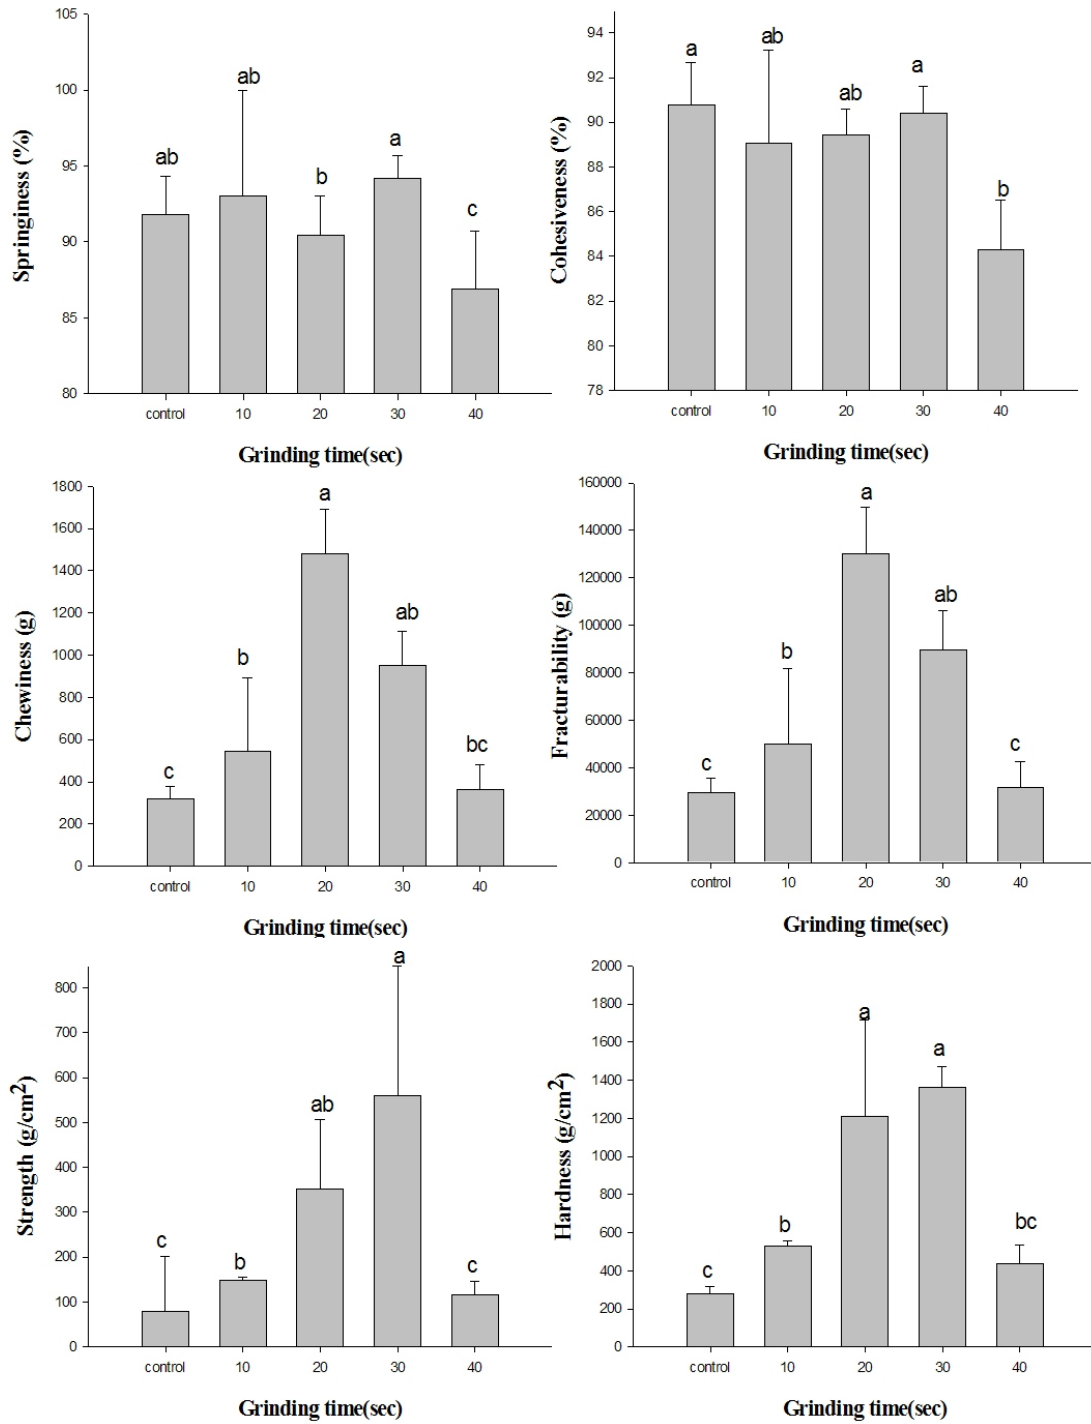 105
100
95
90
85
80
Springiness (%)
ab
ab
b
a
c
control 10 20 30 40
Grinding time(sec)
94
92
90
88
86
84
82
80
78
Cohesiveness (%)
a
ab
ab
a
b
control 10 20 30 40
Grinding time(sec)
1800
1600
1400
1200
1000
800
600
400
200
0
Chewiness (g)
c
b
a
ab
bc
control 10 20 30 40
Grinding time(sec)
160000
140000
120000
100000
80000
60000
40000
20000
0
Fracturability (g)
c
b
a
ab
c
control 10 20 30 40
Grinding time(sec)
800
700
600
500
400
300
200
100
0
Strength (g/cm²)
c
b
ab
a
c
control 10 20 30 40
Grinding time(sec)
2000
1800
1600
1400
1200
1000
800
600
400
200
0
Hardness (g/cm²)
c
b
a
a
bc
control 10 20 30 40
Grinding time(sec)